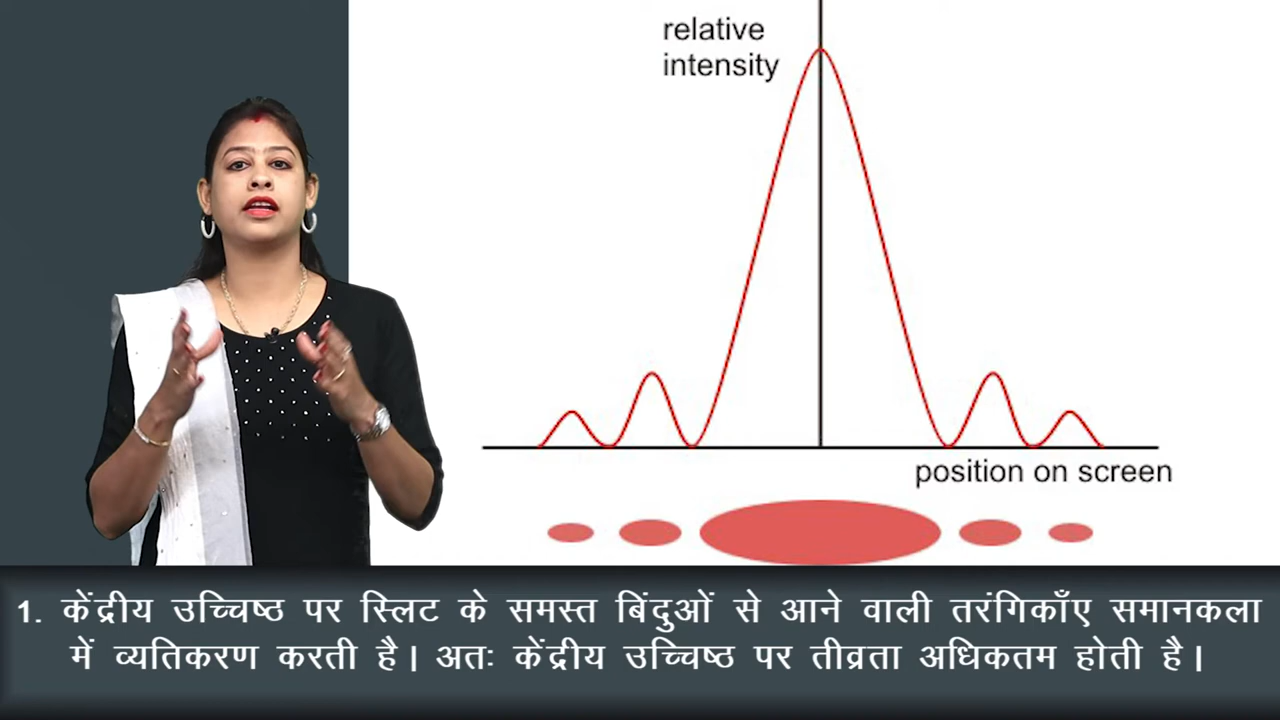 relative
intensity
position on screen
1. केंद्रीय उच्चिष्ठ पर स्लिट के समस्त बिंदुओं से आने वाली तरंगिकाँए समानकला
में व्यतिकरण करती है। अतः केंद्रीय उच्चिष्ठ पर तीव्रता अधिकतम होती है।